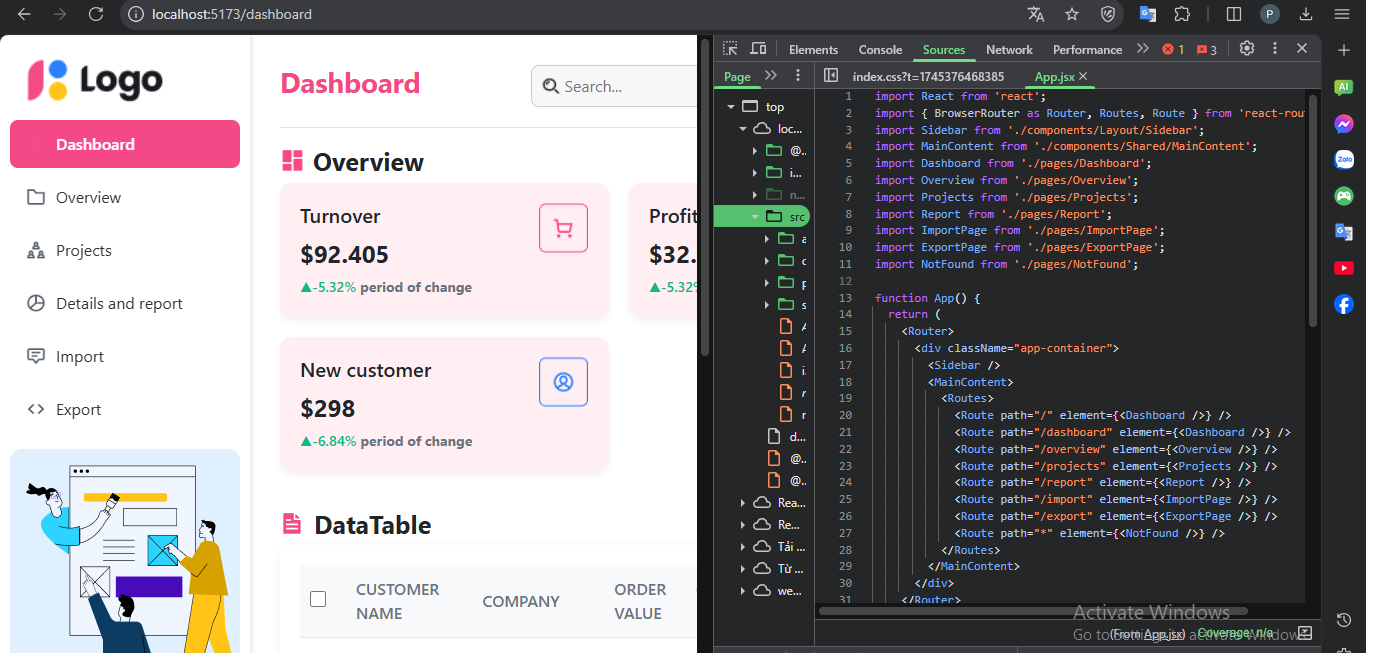 localhost:5173/dashboard
P
Logo
Dashboard
Overview
Projects
Details and report
Import
Export
Dashboard
Search...
Overview
Turnover
$92.405
▲-5.32% period of change
Profit
$32.
▲-5.32%
New customer
$298
▲-6.84% period of change
DataTable
CUSTOMER NAME
COMPANY
ORDER VALUE
Elements Console Sources Network Performance 1 3
Page
index.css?t=1745376468385 App.jsx
top
loc...
@..
i...
n...
src
d...
@..
@..
Rea...
Re...
Tải ...
Từ ...
we...
1 import React from 'react';
2 import { BrowserRouter as Router, Routes, Route } from 'react-rou
3 import Sidebar from './components/Layout/Sidebar';
4 import MainContent from './components/Shared/MainContent';
5 import Dashboard from './pages/Dashboard';
6 import Overview from './pages/Overview';
7 import Projects from './pages/Projects';
8 import Report from './pages/Report';
9 import ImportPage from './pages/ImportPage';
10 import ExportPage from './pages/ExportPage';
11 import NotFound from './pages/NotFound';
12
13 function App() {
14 return (
15 <Router>
16 <div className="app-container">
17 <Sidebar />
18 <MainContent>
19 <Routes>
20 <Route path="/" element={<Dashboard />} />
21 <Route path="/dashboard" element={<Dashboard />} />
22 <Route path="/overview" element={<Overview />} />
23 <Route path="/projects" element={<Projects />} />
24 <Route path="/report" element={<Report />} />
25 <Route path="/import" element={<ImportPage />} />
26 <Route path="/export" element={<ExportPage />} />
27 <Route path="*" element={<NotFound />} />
28 </Routes>
29 </MainContent>
30 </div>
31 </Router>
Activate Windows
Go to Settings to activate Windows.
(From App.jsx) Coverage: n/a
AI
Zalo